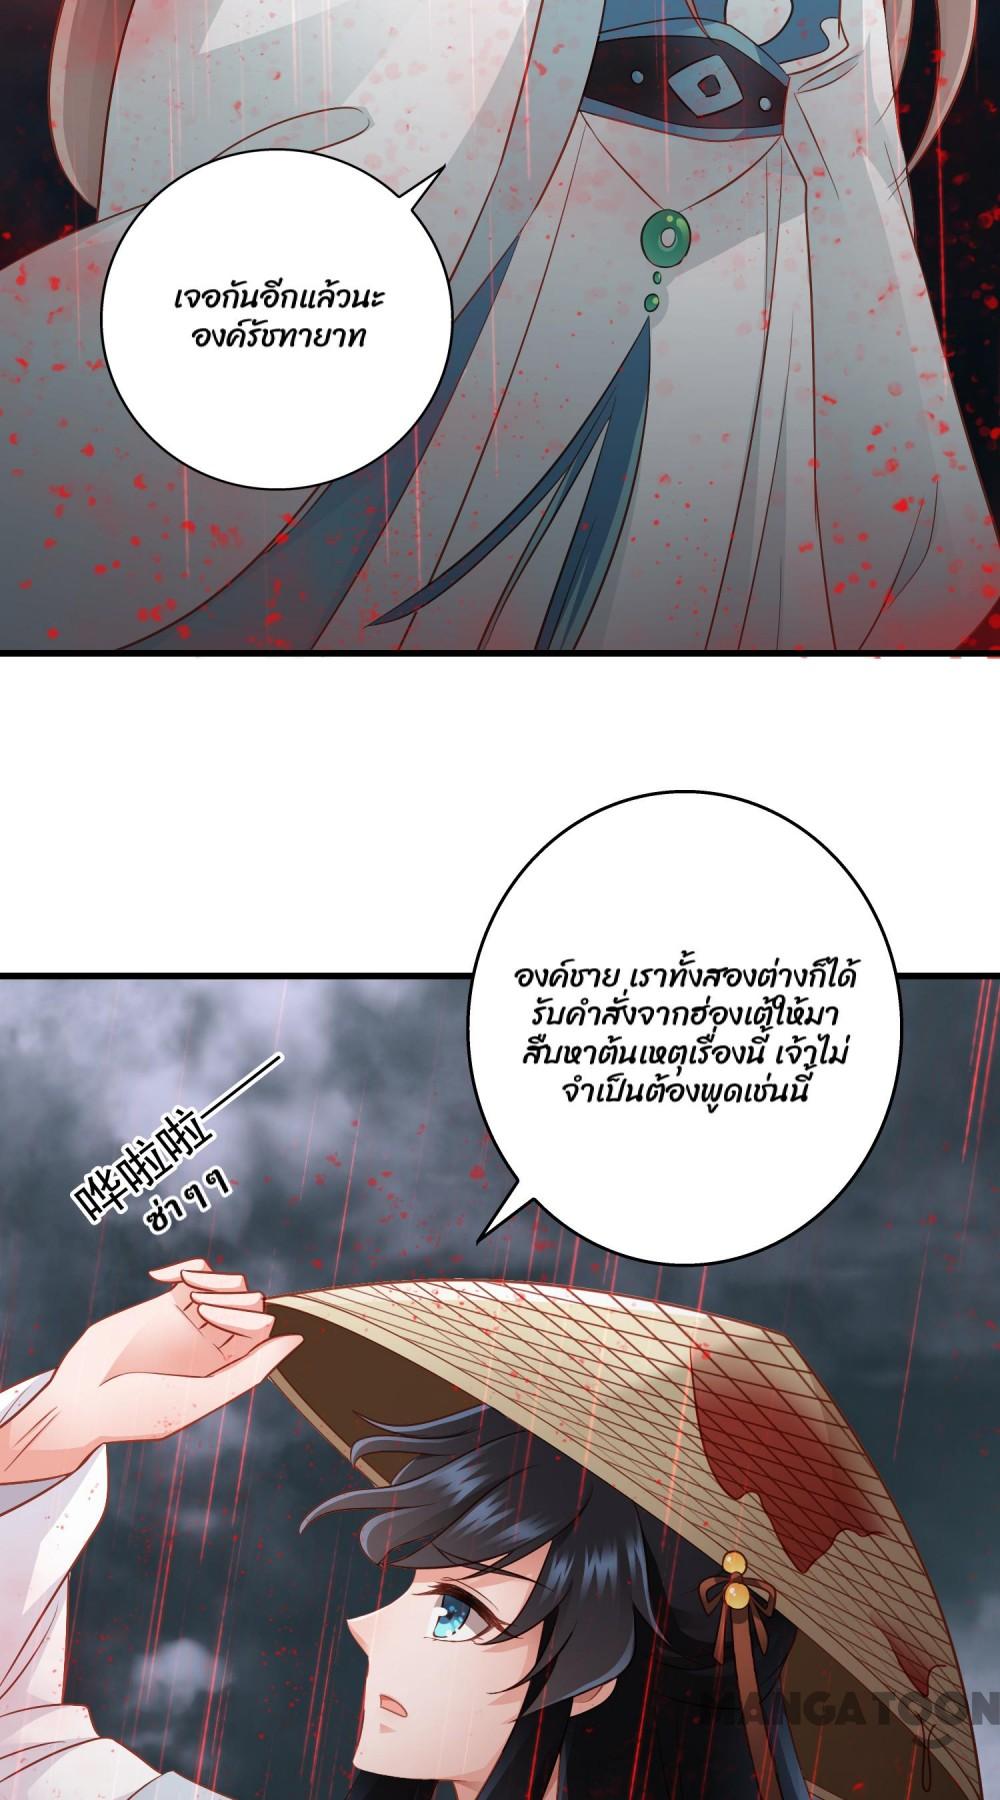 เจอกันอีกแล้วนะ
องค์รัชทายาท
องค์ชาย เราทั้งสองต่างก็ได้
รับคำสั่งจากฮ่องเต้ให้มา
สืบหาต้นเหตุเรื่องนี้ เจ้าไม่
จำเป็นต้องพูดเช่นนี้
哗啦啦——
ซ่าๆๆ
MANGATOON